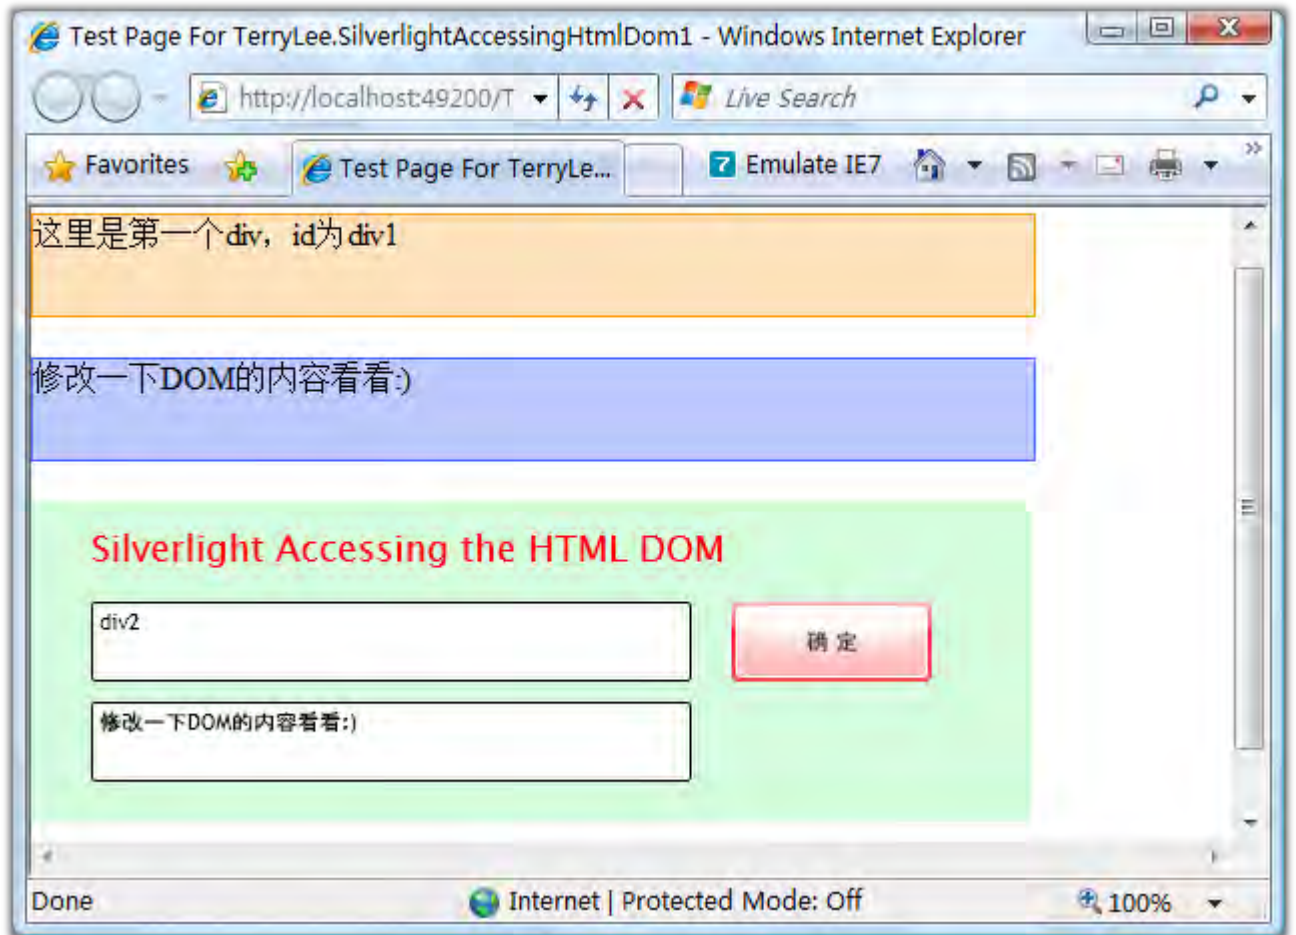 Test Page For TerryLee.SilverlightAccessingHtmlDom1 - Windows Internet Explorer
http://localhost:49200/T
Live Search
Favorites
Test Page For TerryLe...
Emulate IE7
这里是第一个div，id为div1
修改一下DOM的内容看看:)
Silverlight Accessing the HTML DOM
div2
确 定
修改一下DOM的内容看看:)
Done
Internet | Protected Mode: Off
100%